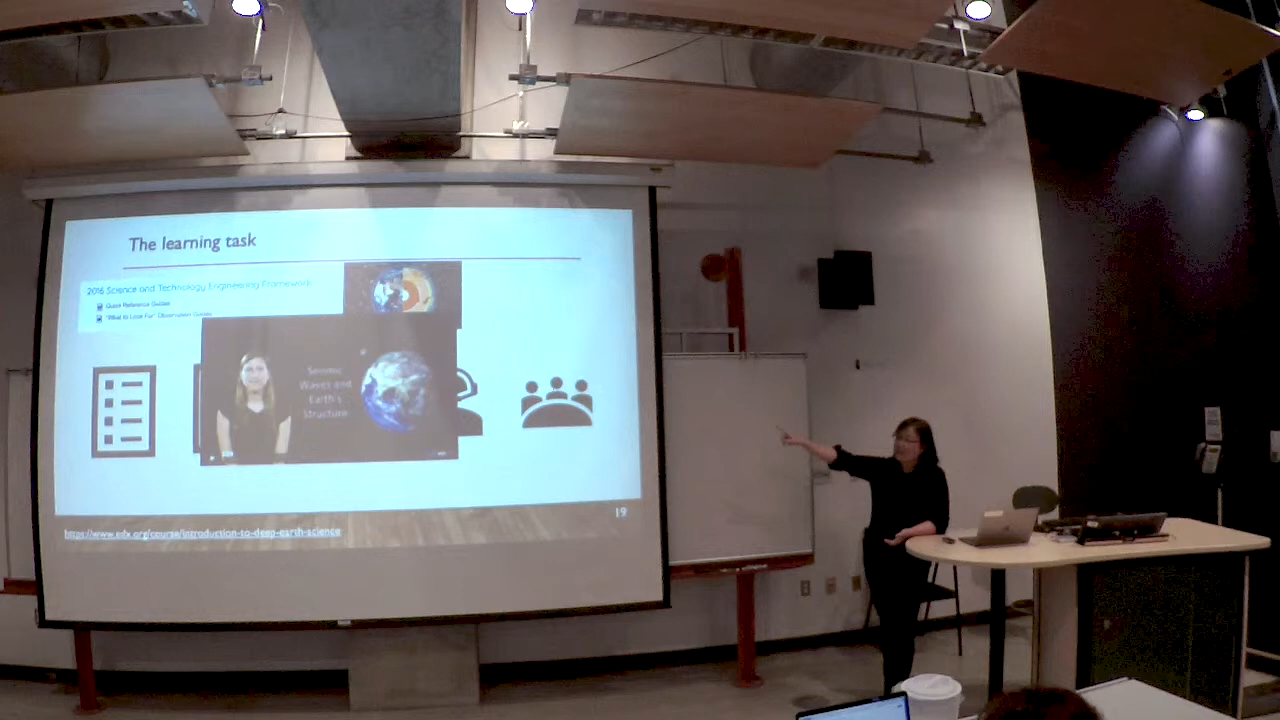 The learning task
2016 Science and Technology Engineering Framework
Quick Reference Guides
"What to Look For" Observation Guides
Seismic
Waves and
Earth's
Structure
19
https://www.edx.org/course/introduction-to-deep-earth-science